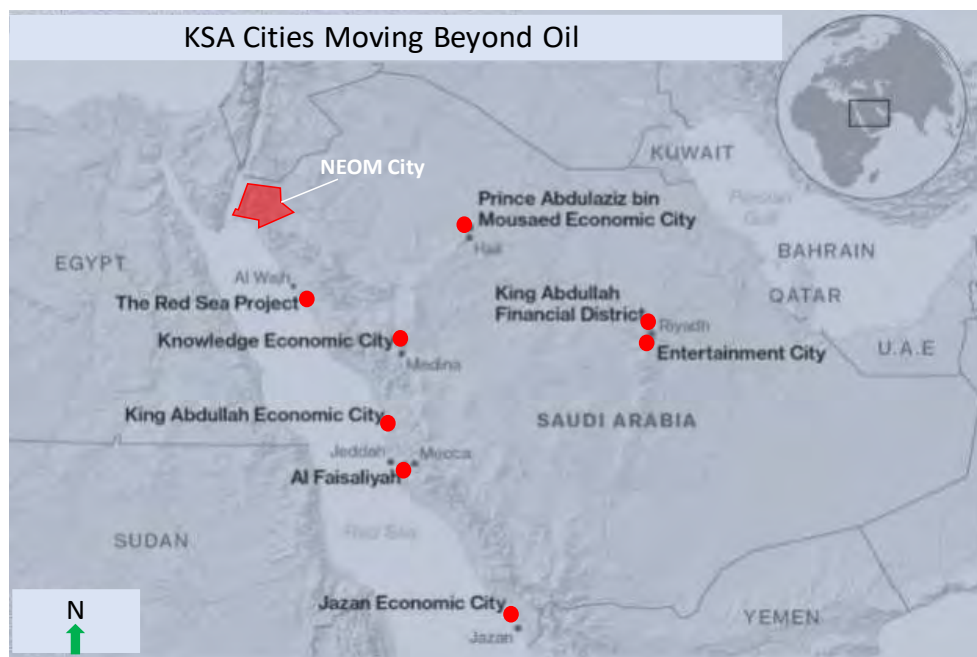 KSA Cities Moving Beyond Oil
KUWAIT
NEOM City
Persian
Gulf
Prince Abdulaziz bin
Mousaed Economic City
Hail
EGYPT
BAHRAIN
Al Wajh
QATAR
The Red Sea Project
King Abdullah
Financial District
Riyadh
Knowledge Economic City
Entertainment City
U.A.E
Medina
King Abdullah Economic City
SAUDI ARABIA
Jeddah
Mecca
Al Faisaliyah
Red Sea
SUDAN
Jazan Economic City
N
YEMEN
Jazan